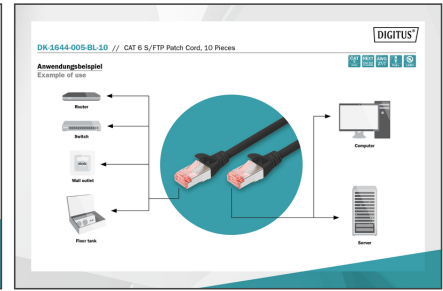 DIGITUS®
DK-1644-005-BL-10 // CAT 6 S/FTP Patch Cord, 10 Pieces
Anwendungsbeispiel
Example of use
Router
Switch
Wall outlet
Floor tank
Computer
Server